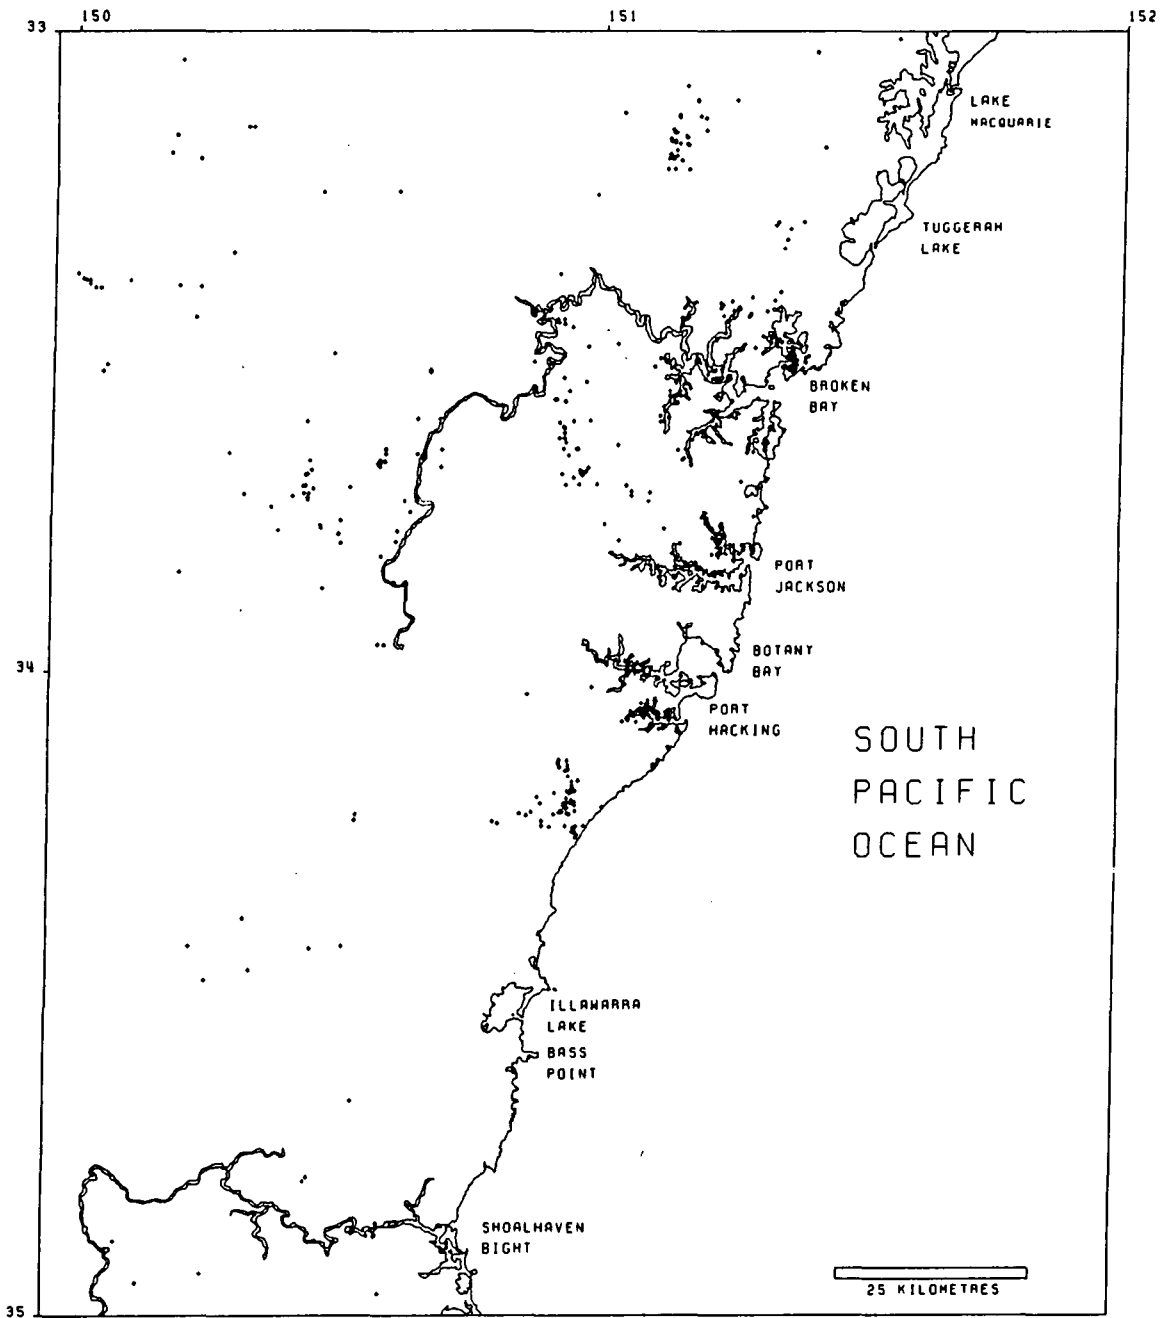 150
151
152
33
LAKE
MACQUARIE
TUGGERAH
LAKE
BROKEN
BAY
PORT
JACKSON
BOTANY
BAY
34
PORT
HACKING
SOUTH
PACIFIC
OCEAN
ILLAWARRA
LAKE
BASS
POINT
SHOALHAVEN
BIGHT
25 KILOMETRES
35